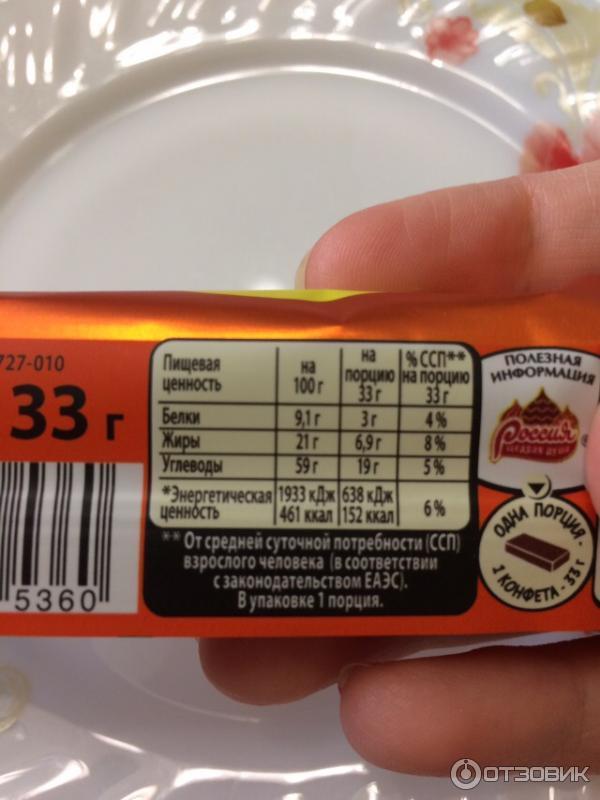 727-010
33 г
5360
Пищевая ценность | на 100 г | на порцию 33 г | % ССП** на порцию 33 г
Белки | 9,1 г | 3 г | 4 %
Жиры | 21 г | 6,9 г | 8 %
Углеводы | 59 г | 19 г | 5 %
*Энергетическая ценность | 1933 кДж 461 ккал | 638 кДж 152 ккал | 6 %
** От средней суточной потребности (ССП)
взрослого человека (в соответствии
с законодательством ЕАЭС).
В упаковке 1 порция.
ПОЛЕЗНАЯ
ИНФОРМАЦИЯ
Россия
ЩЕДРАЯ ДУША
®
ОДНА ПОРЦИЯ -
1 КОНФЕТА - 33 г
ОТЗОВИК